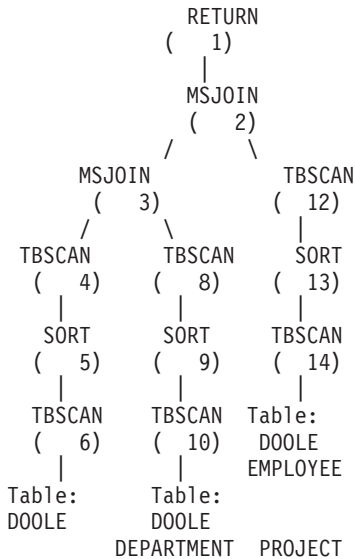 RETURN
( 1)
|
MSJOIN
( 2)
/ \
MSJOIN TBSCAN
( 3) ( 12)
/ \ |
TBSCAN TBSCAN SORT
( 4) ( 8) ( 13)
| | |
SORT SORT TBSCAN
( 5) ( 9) ( 14)
| | |
TBSCAN TBSCAN Table:
( 6) ( 10) DOOLE
| | EMPLOYEE
Table: Table:
DOOLE DOOLE
DEPARTMENT PROJECT